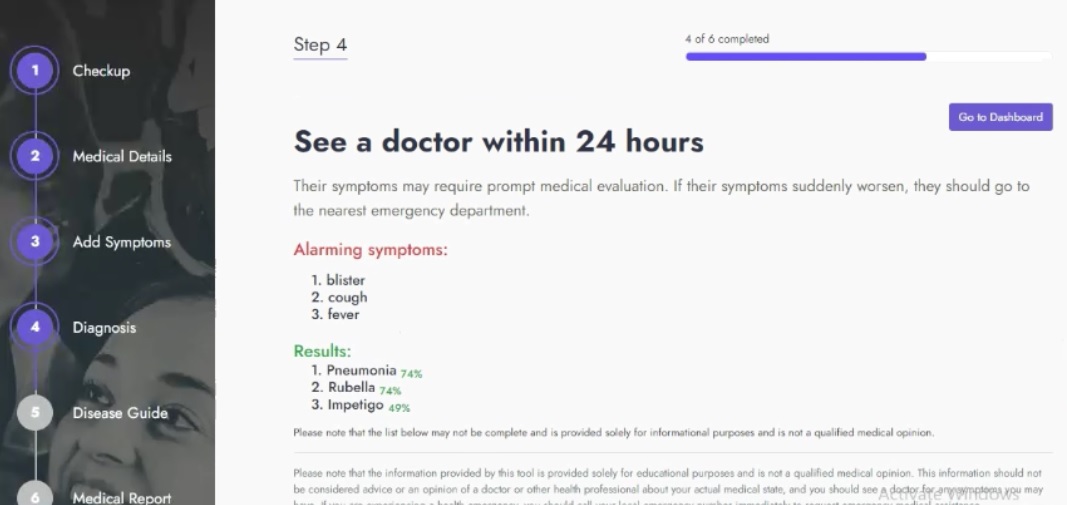 1 Checkup
2 Medical Details
3 Add Symptoms
4 Diagnosis
5 Disease Guide
6 Medical Report
Step 4
4 of 6 completed
Go to Dashboard
See a doctor within 24 hours
Their symptoms may require prompt medical evaluation. If their symptoms suddenly worsen, they should go to
the nearest emergency department.
Alarming symptoms:
1. blister
2. cough
3. fever
Results:
1. Pneumonia 74%
2. Rubella 74%
3. Impetigo 49%
Please note that the list below may not be complete and is provided solely for informational purposes and is not a qualified medical opinion.
Please note that the information provided by this tool is provided solely for educational purposes and is not a qualified medical opinion. This information should not
be considered advice or an opinion of a doctor or other health professional about your actual medical state, and you should see a doctor for any symptoms you may
Activate Windows